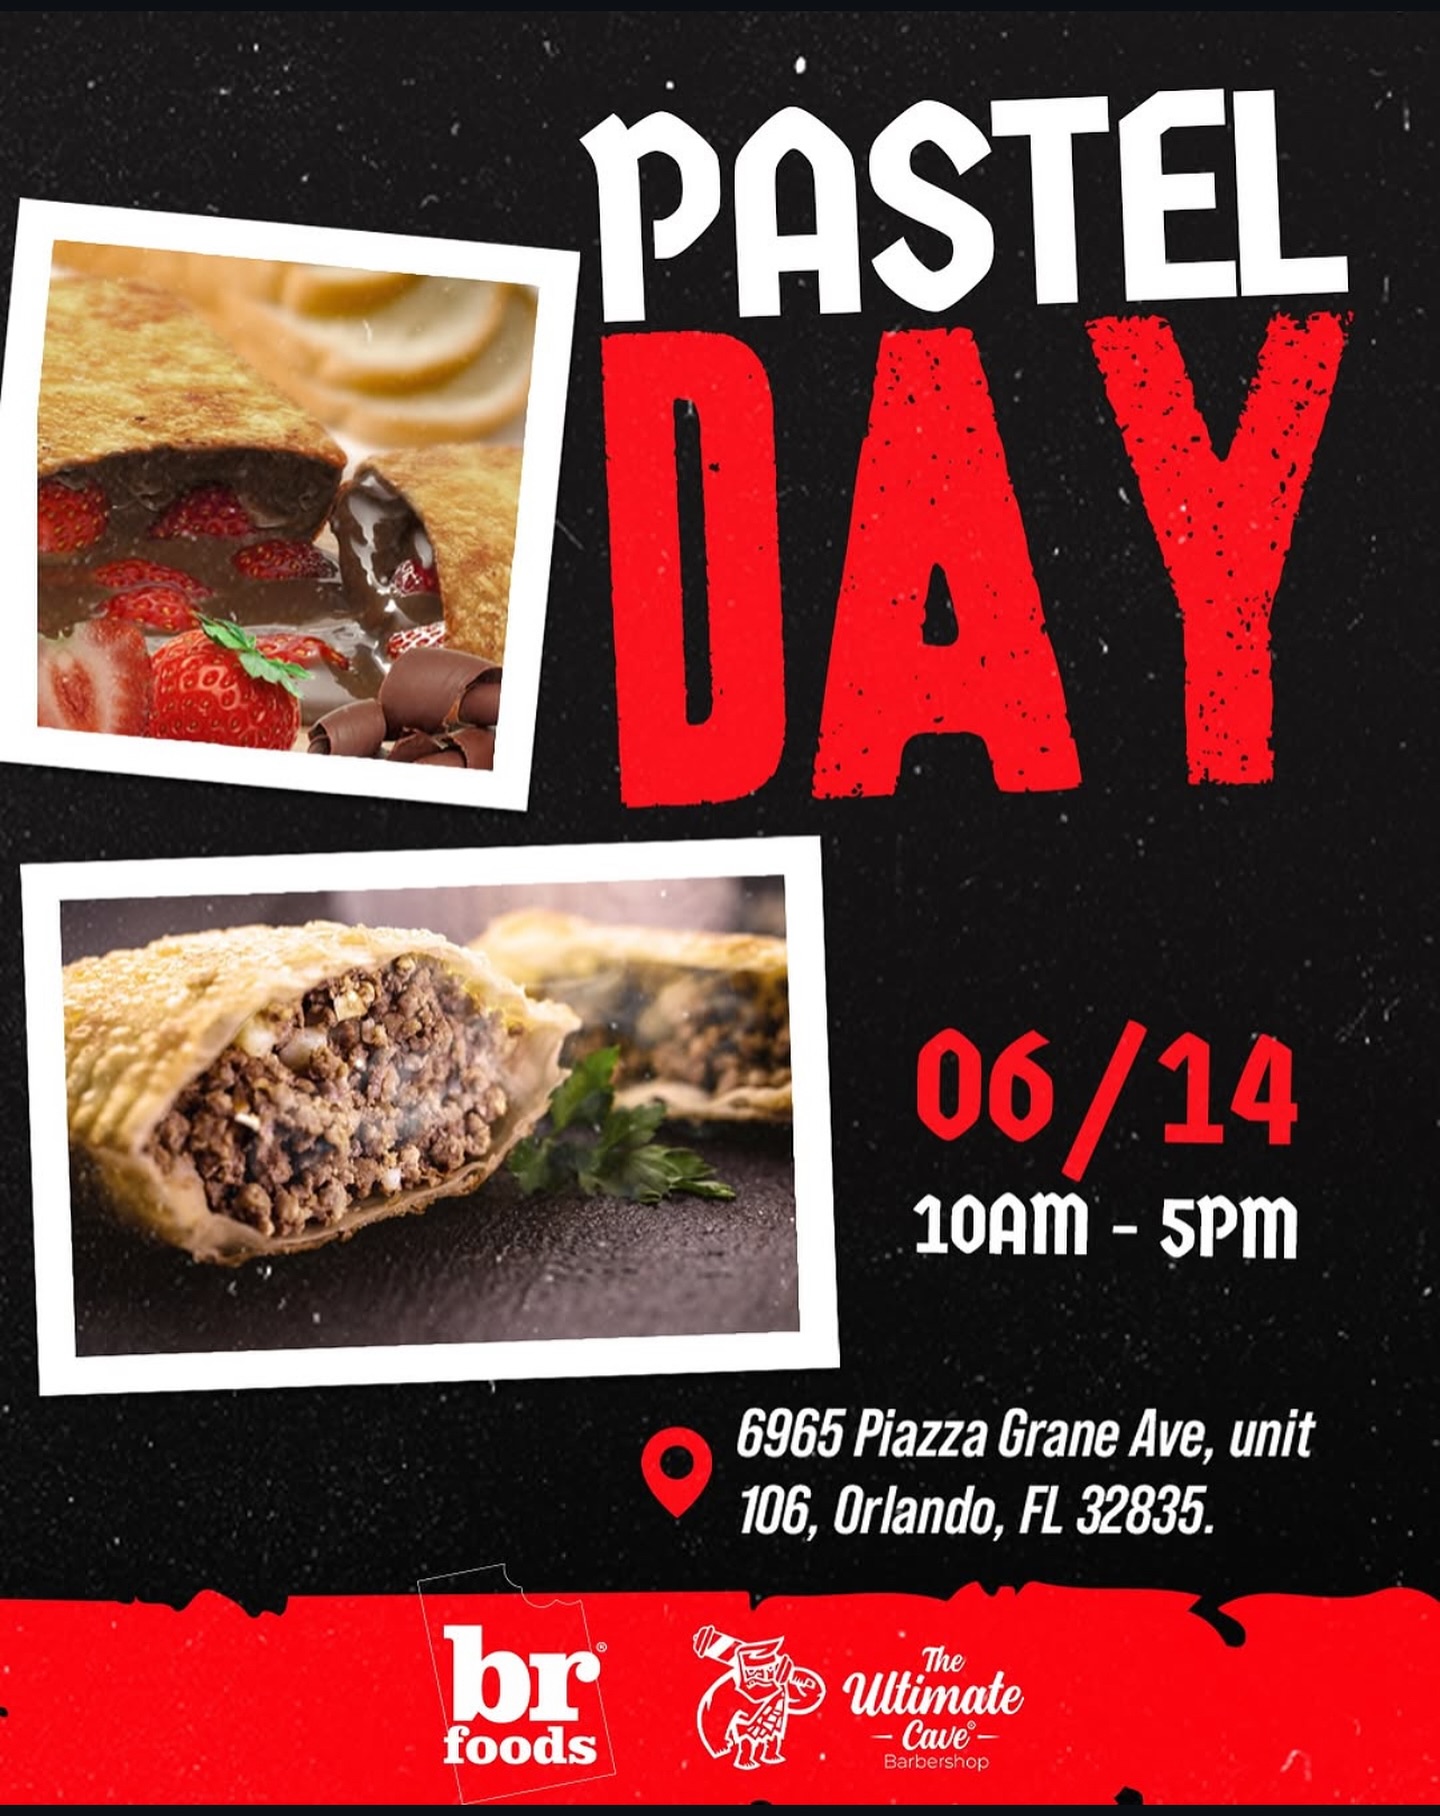 PASTEL
DAY
06/14
10AM - 5PM
6965 Piazza Grane Ave, unit
106, Orlando, FL 32835.
br®
foods
The
Ultimate
Cave®
Barbershop